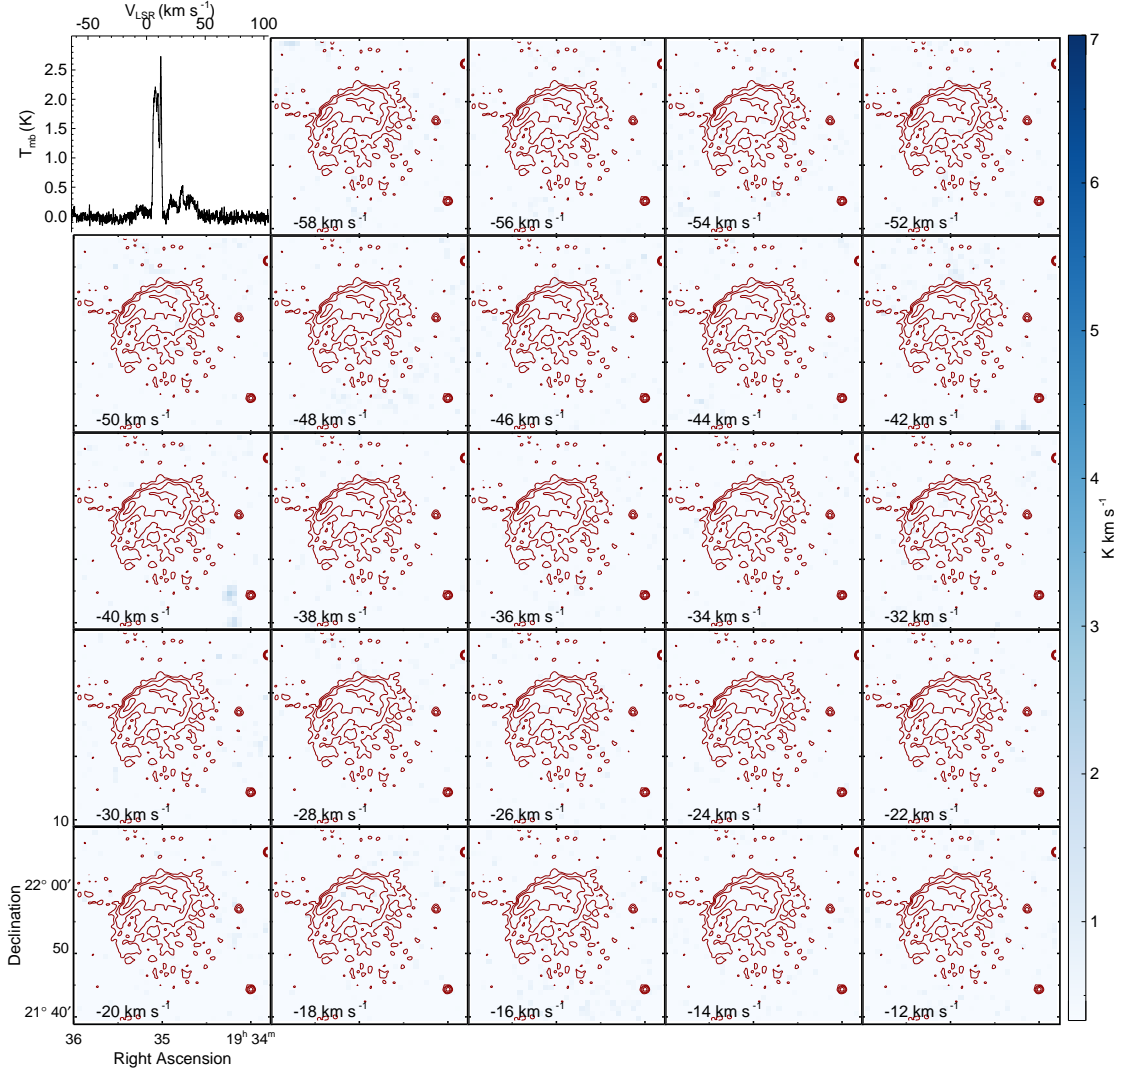 V_LSR (km s^-1)
-50 0 50 100
T_mb (K)
2.5
2.0
1.5
1.0
0.5
0.0
-58 km s^-1 -56 km s^-1 -54 km s^-1 -52 km s^-1
-50 km s^-1 -48 km s^-1 -46 km s^-1 -44 km s^-1 -42 km s^-1
-40 km s^-1 -38 km s^-1 -36 km s^-1 -34 km s^-1 -32 km s^-1
-30 km s^-1 -28 km s^-1 -26 km s^-1 -24 km s^-1 -22 km s^-1
10
-20 km s^-1 -18 km s^-1 -16 km s^-1 -14 km s^-1 -12 km s^-1
Declination
22° 00′
50
21° 40′
36 35 19^h 34^m
Right Ascension
7
6
5
4
3
2
1
K km s^-1